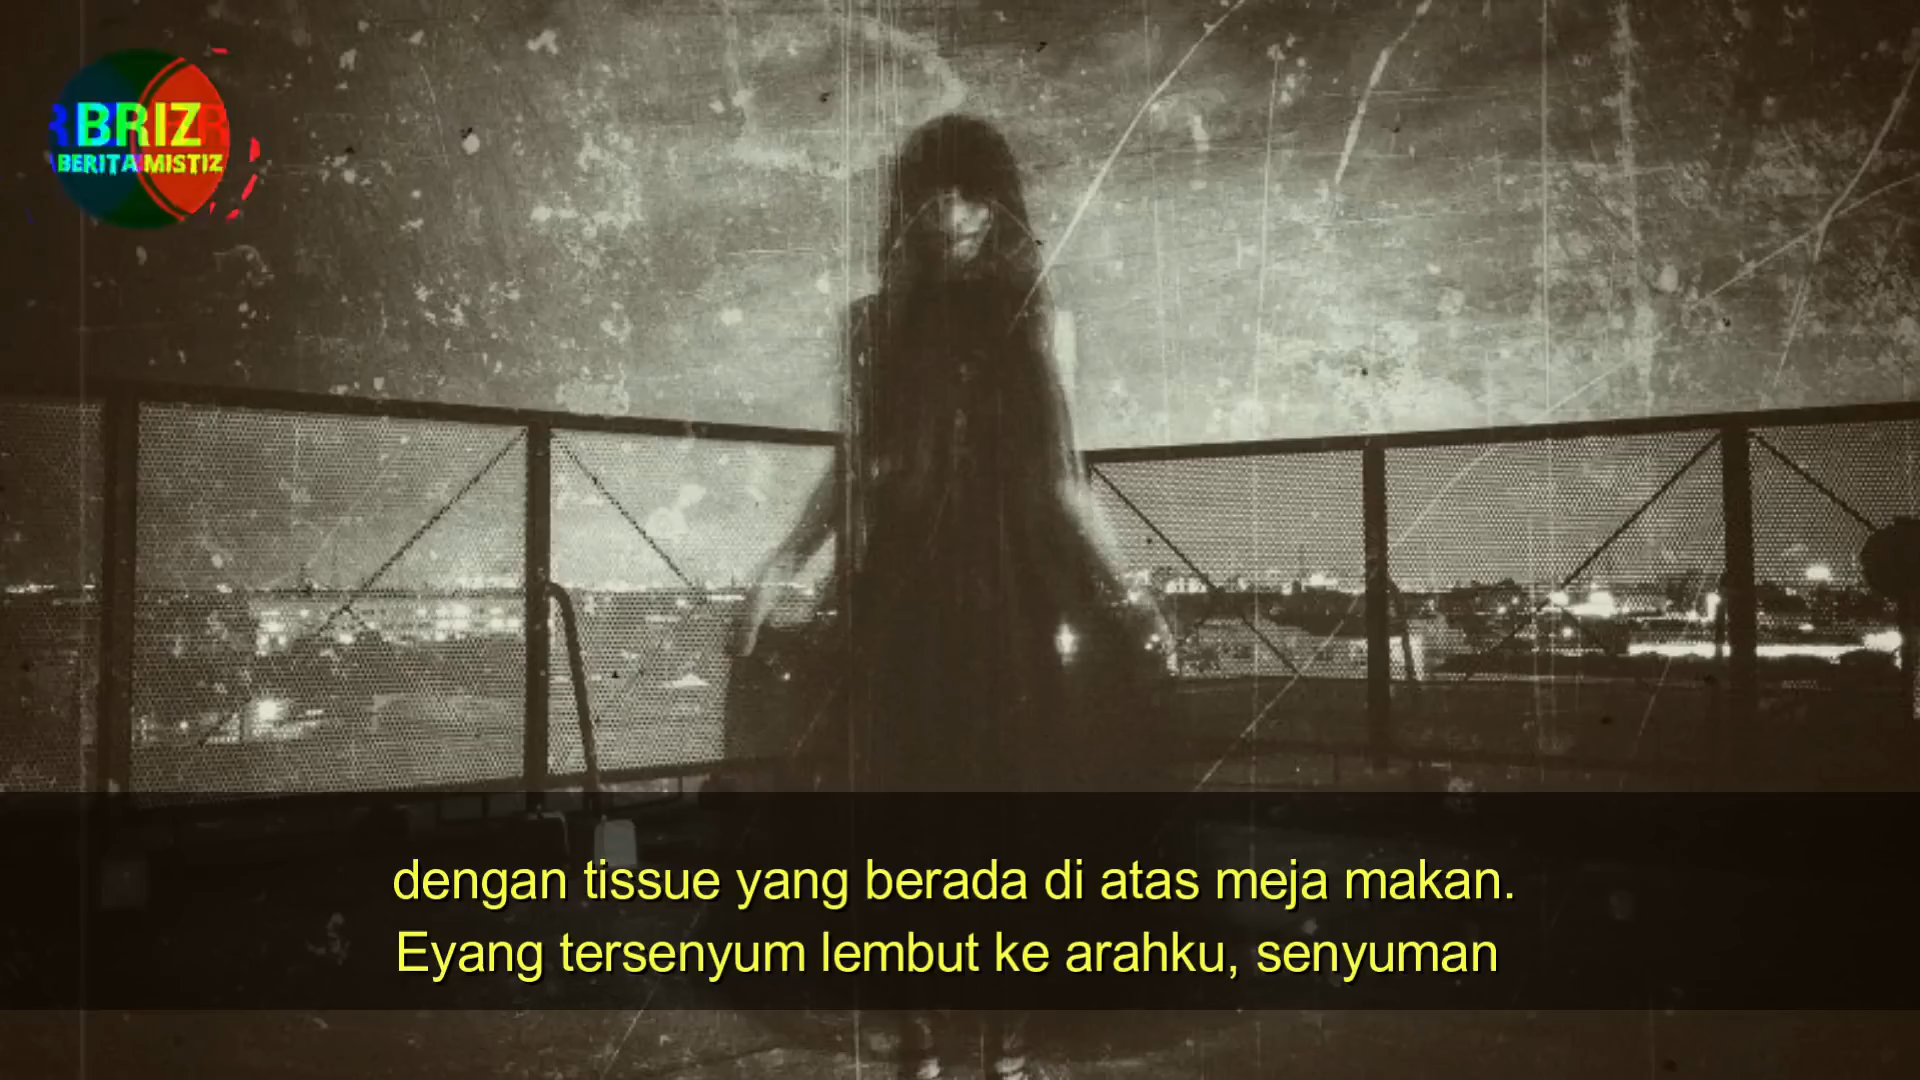 BRIZ
BERITA MISTIZ
dengan tissue yang berada di atas meja makan.
Eyang tersenyum lembut ke arahku, senyuman